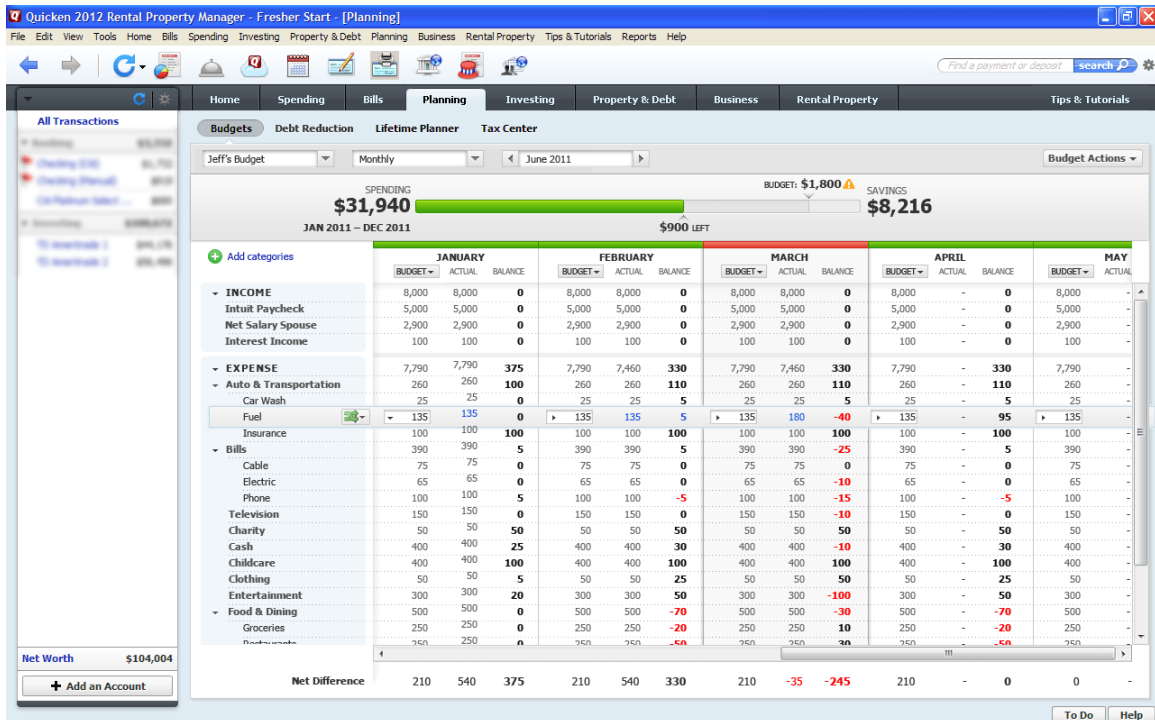 Quicken 2012 Rental Property Manager - Fresher Start - [Planning]
File Edit View Tools Home Bills Spending Investing Property & Debt Planning Business Rental Property Tips & Tutorials Reports Help
Find a payment or deposit search
Home Spending Bills Planning Investing Property & Debt Business Rental Property Tips & Tutorials
All Transactions
Budgets Debt Reduction Lifetime Planner Tax Center
Jeff's Budget Monthly June 2011 Budget Actions
SPENDING BUDGET: $1,800 SAVINGS
$31,940 $8,216
JAN 2011 – DEC 2011 $900 LEFT
Add categories JANUARY FEBRUARY MARCH APRIL MAY
BUDGET ACTUAL BALANCE BUDGET ACTUAL BALANCE BUDGET ACTUAL BALANCE BUDGET ACTUAL BALANCE BUDGET ACTUAL
INCOME 8,000 8,000 0 8,000 8,000 0 8,000 8,000 0 8,000 - 0 8,000 -
Intuit Paycheck 5,000 5,000 0 5,000 5,000 0 5,000 5,000 0 5,000 - 0 5,000 -
Net Salary Spouse 2,900 2,900 0 2,900 2,900 0 2,900 2,900 0 2,900 - 0 2,900 -
Interest Income 100 100 0 100 100 0 100 100 0 100 - 0 100 -
EXPENSE 7,790 7,790 375 7,790 7,460 330 7,790 7,460 330 7,790 - 330 7,790 -
Auto & Transportation 260 260 100 260 260 110 260 260 110 260 - 110 260 -
Car Wash 25 25 0 25 25 5 25 25 5 25 - 5 25 -
Fuel 135 135 0 135 135 5 135 180 -40 135 - 95 135 -
Insurance 100 100 100 100 100 100 100 100 100 100 - 100 100 -
Bills 390 390 5 390 390 5 390 390 -25 390 - 5 390 -
Cable 75 75 0 75 75 0 75 75 0 75 - 0 75 -
Electric 65 65 0 65 65 0 65 65 -10 65 - 0 65 -
Phone 100 100 5 100 100 -5 100 100 -15 100 - -5 100 -
Television 150 150 0 150 150 0 150 150 -10 150 - 0 150 -
Charity 50 50 50 50 50 50 50 50 50 50 - 50 50 -
Cash 400 400 25 400 400 30 400 400 -10 400 - 30 400 -
Childcare 400 400 100 400 400 100 400 400 100 400 - 100 400 -
Clothing 50 50 5 50 50 25 50 50 50 50 - 25 50 -
Entertainment 300 300 20 300 300 50 300 300 -100 300 - 50 300 -
Food & Dining 500 500 0 500 500 -70 500 500 -30 500 - -70 500 -
Groceries 250 250 0 250 250 -20 250 250 10 250 - -20 250 -
Restaurants 250 250 0 250 250 -50 250 250 30 250 - -50 250 -
Net Worth $104,004
Add an Account
Net Difference 210 540 375 210 540 330 210 -35 -245 210 - 0 0 -
To Do Help